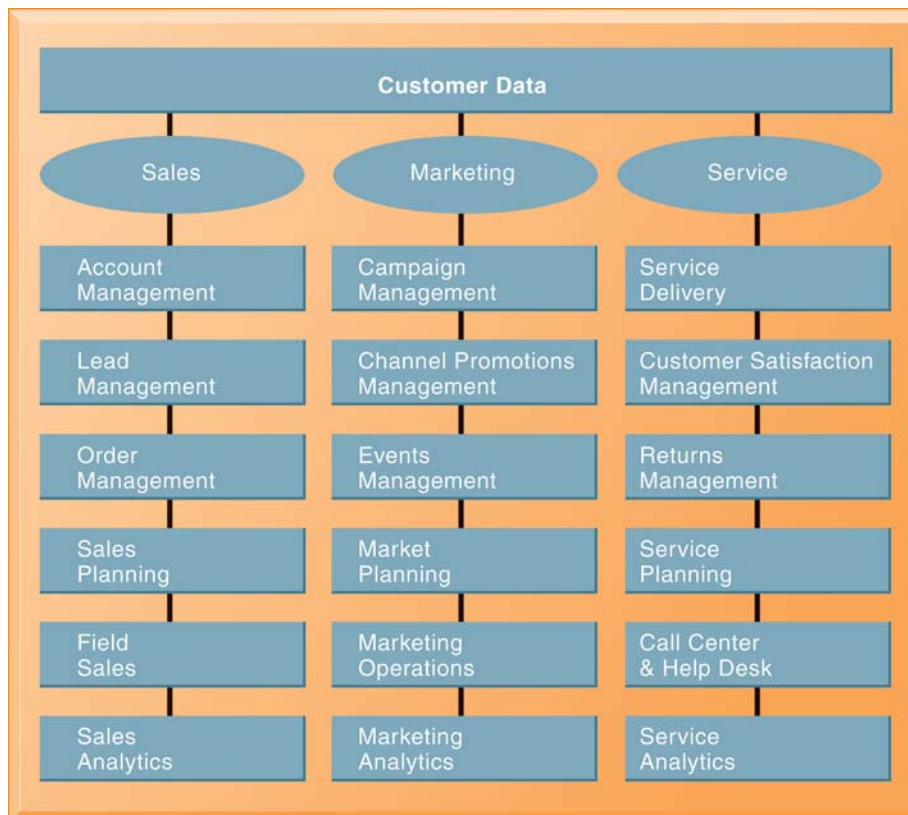 Customer Data
Sales
Marketing
Service
Account
Management
Campaign
Management
Service
Delivery
Lead
Management
Channel Promotions
Management
Customer Satisfaction
Management
Order
Management
Events
Management
Returns
Management
Sales
Planning
Market
Planning
Service
Planning
Field
Sales
Marketing
Operations
Call Center
& Help Desk
Sales
Analytics
Marketing
Analytics
Service
Analytics